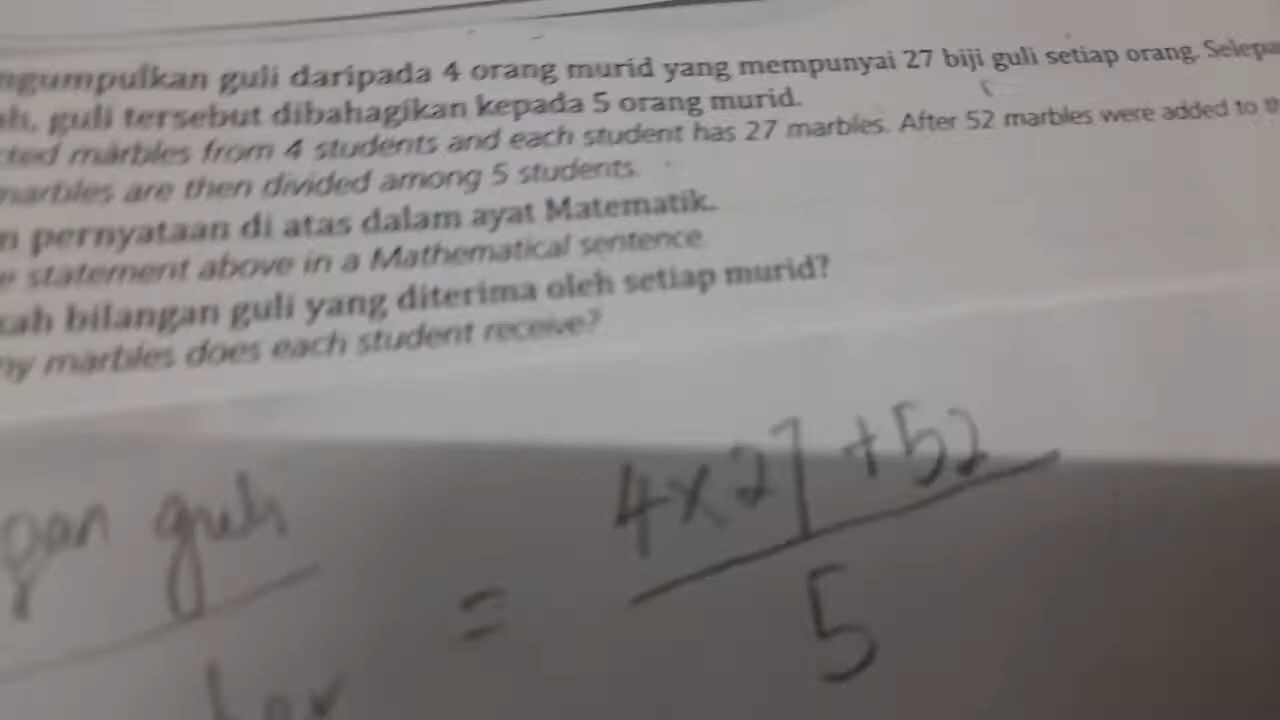 ngumpulkan guli daripada 4 orang murid yang mempunyai 27 biji guli setiap orang. Selepa
ah, guli tersebut dibahagikan kepada 5 orang murid.
cted marbles from 4 students and each student has 27 marbles. After 52 marbles were added to th
marbles are then divided among 5 students.
n pernyataan di atas dalam ayat Matematik.
e statement above in a Mathematical sentence.
kah bilangan guli yang diterima oleh setiap murid?
ny marbles does each student receive?
pan guli
= 4 x 27 + 52
5